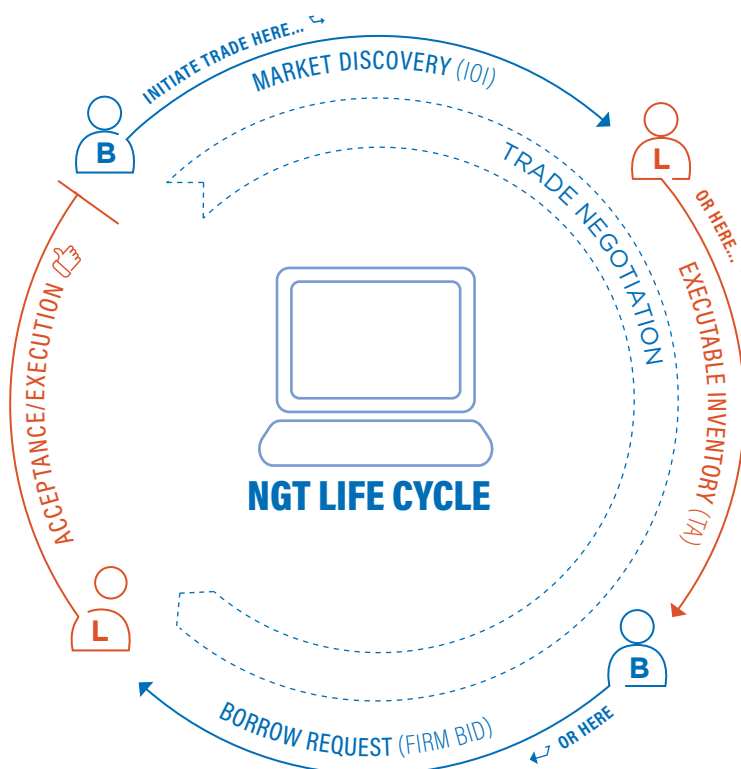 INITIATE TRADE HERE...
MARKET DISCOVERY (IOI)
B
L
TRADE NEGOTIATION
OR HERE...
EXECUTABLE INVENTORY (TA)
B
OR HERE
BORROW REQUEST (FIRM BID)
L
ACCEPTANCE/EXECUTION
NGT LIFE CYCLE